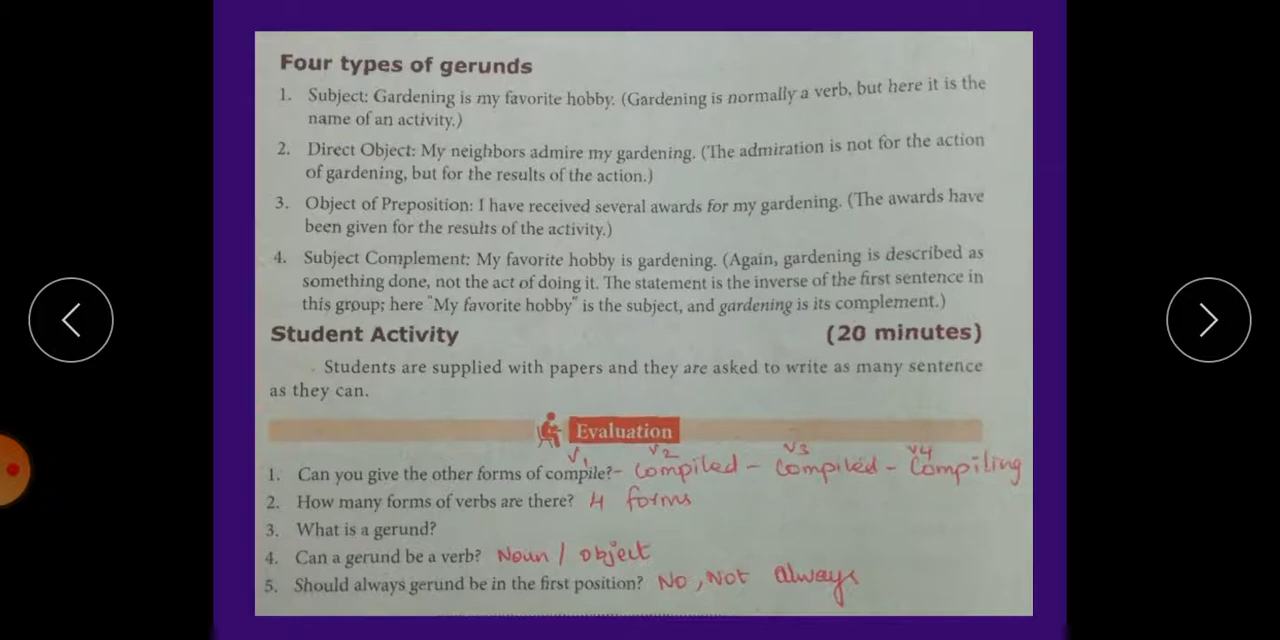 Four types of gerunds
1. Subject: Gardening is my favorite hobby. (Gardening is normally a verb, but here it is the
name of an activity.)
2. Direct Object: My neighbors admire my gardening. (The admiration is not for the action
of gardening, but for the results of the action.)
3. Object of Preposition: I have received several awards for my gardening. (The awards have
been given for the results of the activity.)
4. Subject Complement: My favorite hobby is gardening. (Again, gardening is described as
something done, not the act of doing it. The statement is the inverse of the first sentence in
this group; here "My favorite hobby" is the subject, and gardening is its complement.)
Student Activity (20 minutes)
Students are supplied with papers and they are asked to write as many sentence
as they can.
Evaluation
V1 V2 V3 V4
1. Can you give the other forms of compile?- Compiled - Compiled - Compiling
2. How many forms of verbs are there? 4 forms
3. What is a gerund?
4. Can a gerund be a verb? Noun / object
5. Should always gerund be in the first position? No, Not always